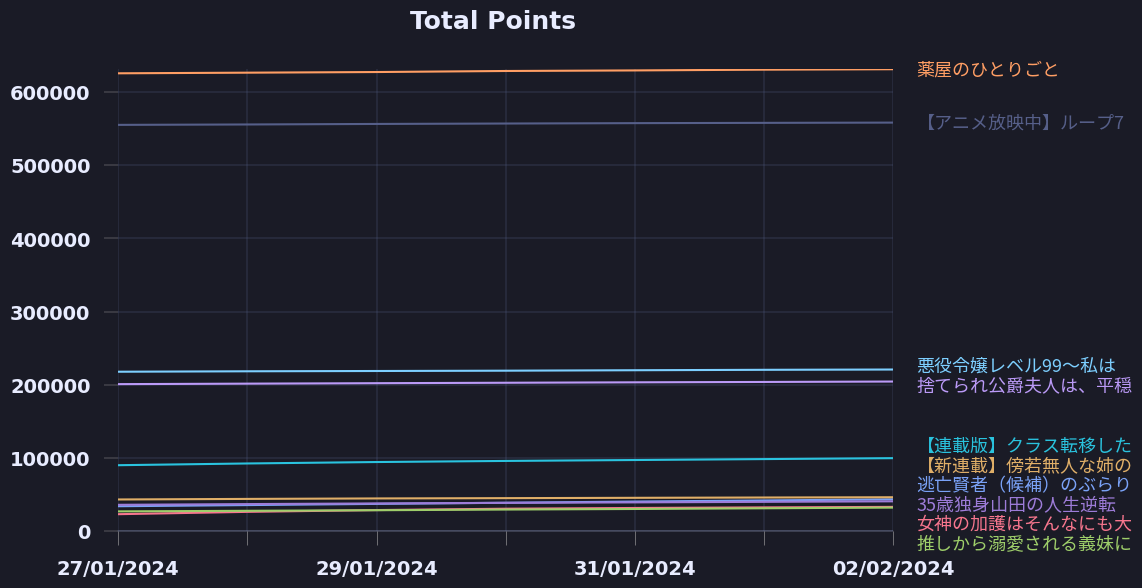 Total Points
600000
500000
400000
300000
200000
100000
0
27/01/2024
29/01/2024
31/01/2024
02/02/2024
薬屋のひとりごと
【アニメ放映中】ループ7
悪役令嬢レベル99～私は
捨てられ公爵夫人は、平穏
【連載版】クラス転移した
【新連載】傍若無人な姉の
逃亡賢者（候補）のぶらり
35歳独身山田の人生逆転
女神の加護はそんなにも大
推しから溺愛される義妹に